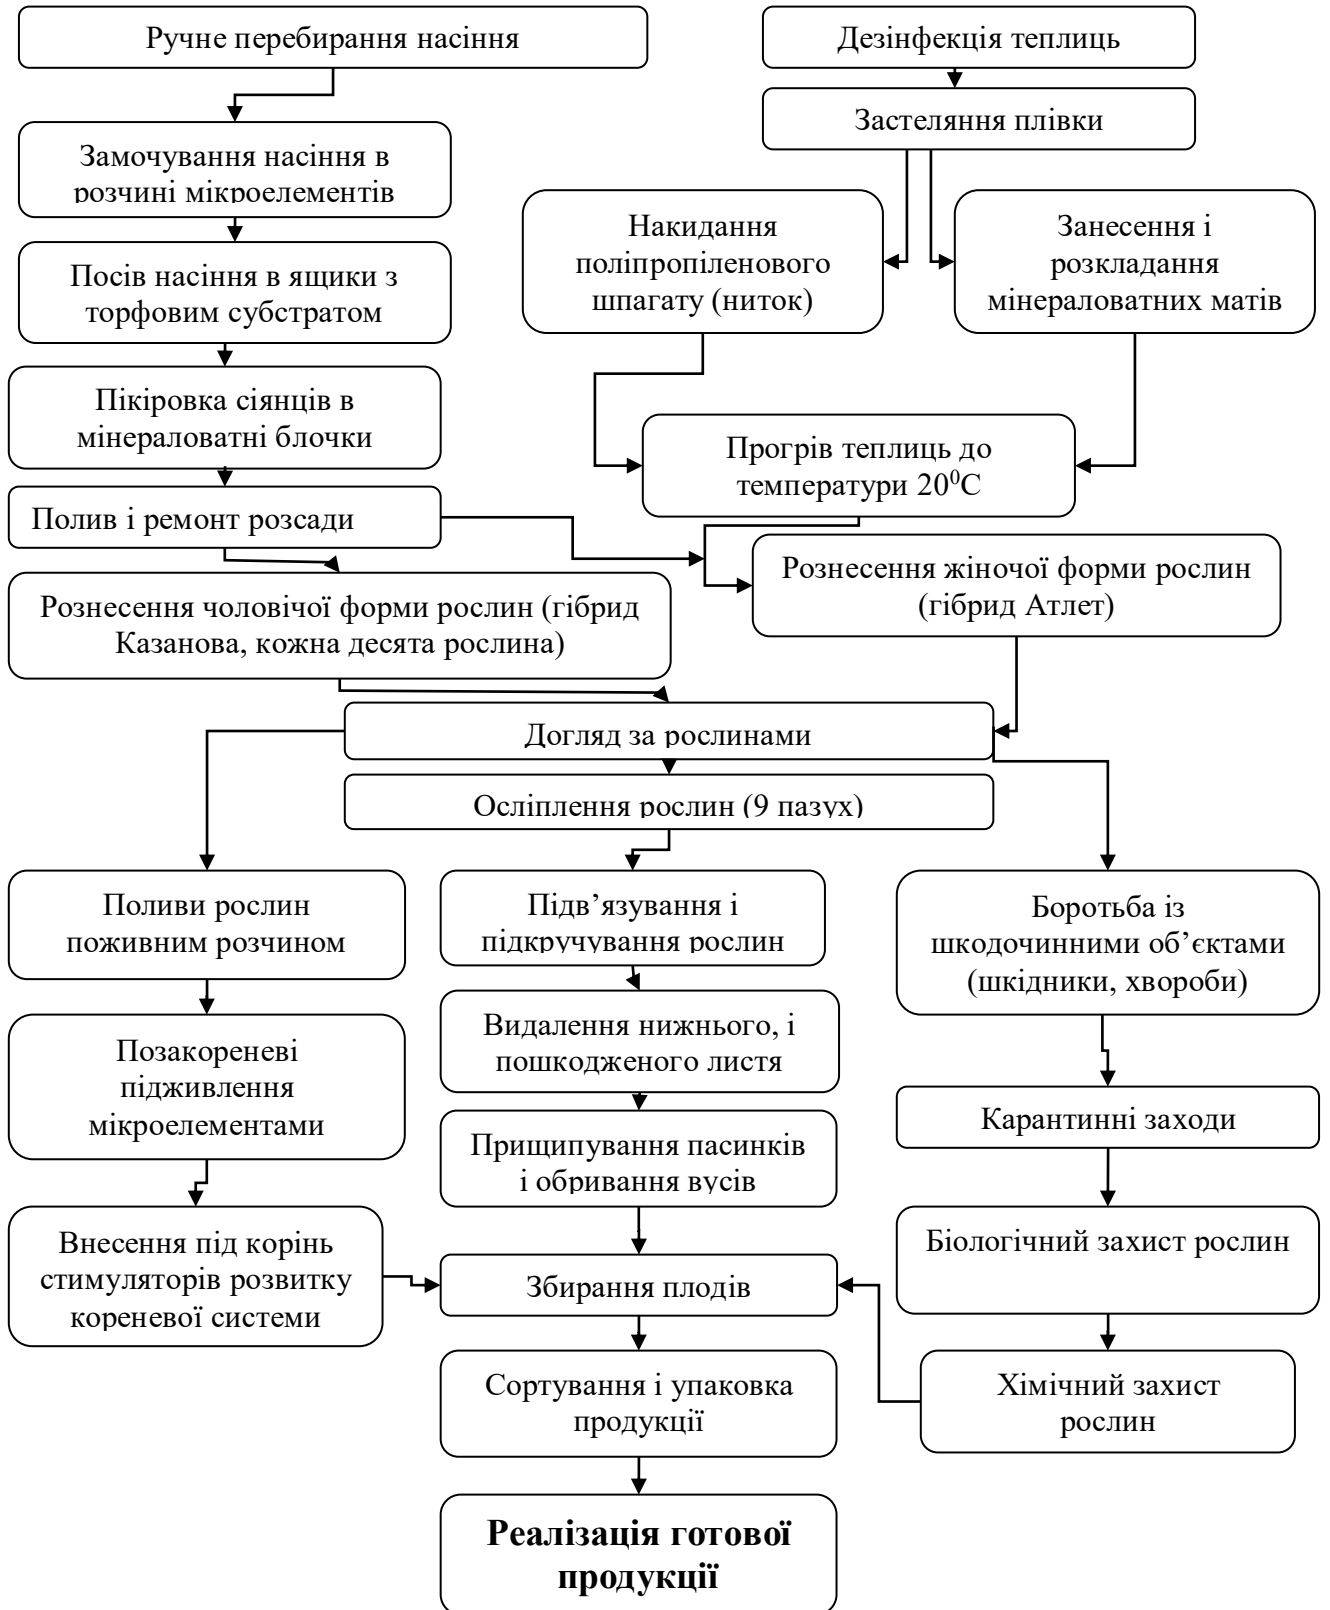 Ручне перебирання насіння
Дезінфекція теплиць
Застеляння плівки
Замочування насіння в
розчині мікроелементів
Накидання
поліпропіленового
шпагату (ниток)
Занесення і
розкладання
мінераловатних матів
Посів насіння в ящики з
торфовим субстратом
Пікіровка сіянців в
мінераловатні блочки
Прогрів теплиць до
температури 20⁰С
Полив і ремонт розсади
Рознесення жіночої форми рослин
(гібрид Атлет)
Рознесення чоловічої форми рослин (гібрид
Казанова, кожна десята рослина)
Догляд за рослинами
Осліплення рослин (9 пазух)
Поливи рослин
поживним розчином
Підв’язування і
підкручування рослин
Боротьба із
шкодочинними об’єктами
(шкідники, хвороби)
Позакореневі
підживлення
мікроелементами
Видалення нижнього, і
пошкодженого листя
Карантинні заходи
Прищипування пасинків
і обривання вусів
Внесення під корінь
стимуляторів розвитку
кореневої системи
Біологічний захист рослин
Збирання плодів
Сортування і упаковка
продукції
Хімічний захист
рослин
Реалізація готової
продукції